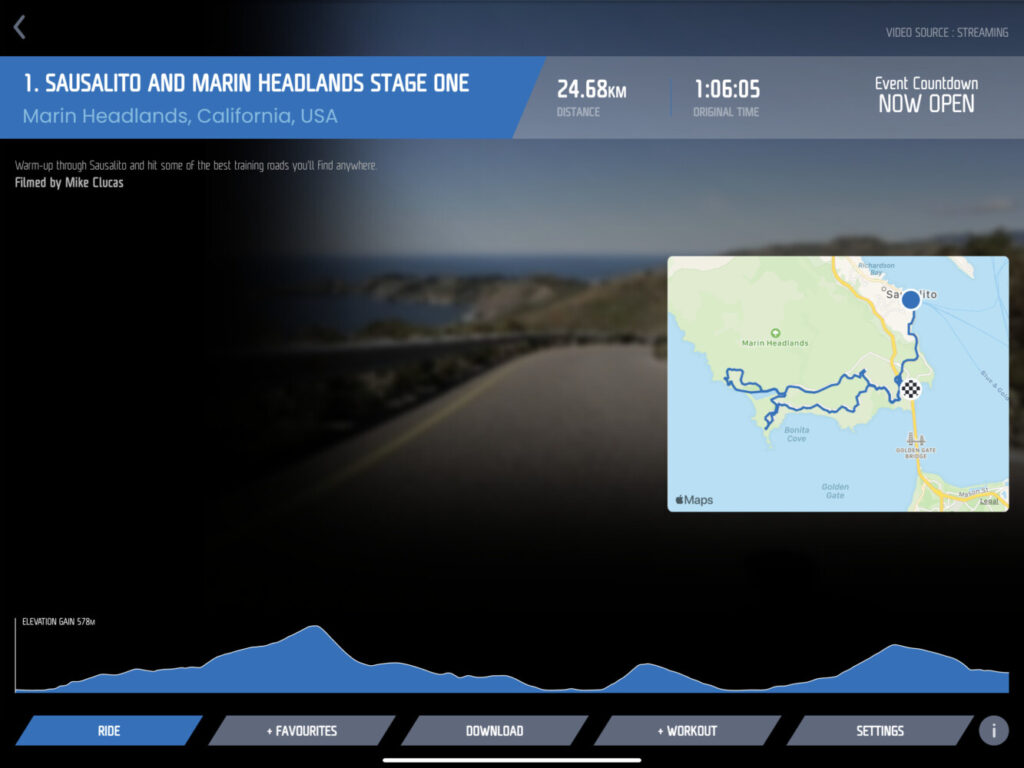 VIDEO SOURCE : STREAMING
1. SAUSALITO AND MARIN HEADLANDS STAGE ONE
Marin Headlands, California, USA
24.68KM
DISTANCE
1:06:05
ORIGINAL TIME
Event Countdown
NOW OPEN
Warm-up through Sausalito and hit some of the best training roads you'll find anywhere.
Filmed by Mike Clucas
Richardson
Bay
Marin Headlands
Bonita
Cove
GOLDEN GATE
BRIDGE
Blue & Gold
Golden
Gate
Mason St
Maps
Legal
ELEVATION GAIN 578M
RIDE
+ FAVOURITES
DOWNLOAD
+ WORKOUT
SETTINGS
i